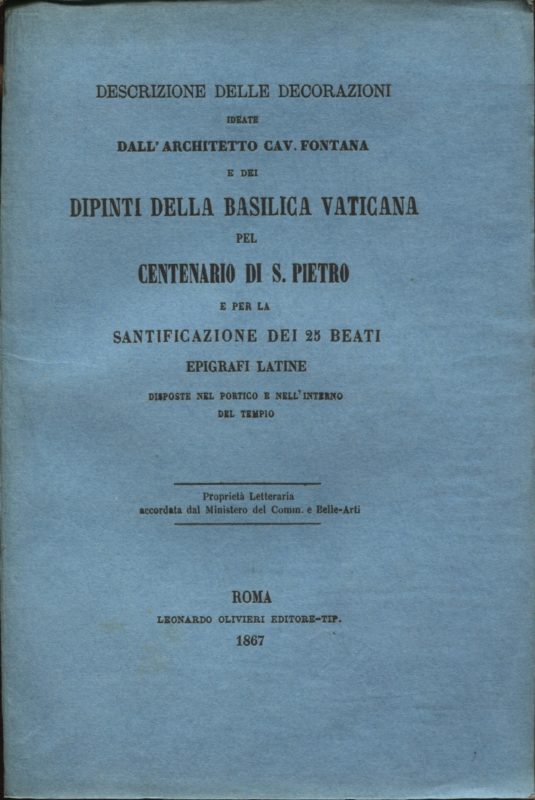 DESCRIZIONE DELLE DECORAZIONI
IDEATE
DALL'ARCHITETTO CAV. FONTANA
E DEI
DIPINTI DELLA BASILICA VATICANA
PEL
CENTENARIO DI S. PIETRO
E PER LA
SANTIFICAZIONE DEI 25 BEATI
EPIGRAFI LATINE
DISPOSTE NEL PORTICO E NELL'INTERNO
DEL TEMPIO
Proprietà Letteraria
accordata dal Ministero del Comm. e Belle-Arti
ROMA
LEONARDO OLIVIERI EDITORE-TIP.
1867